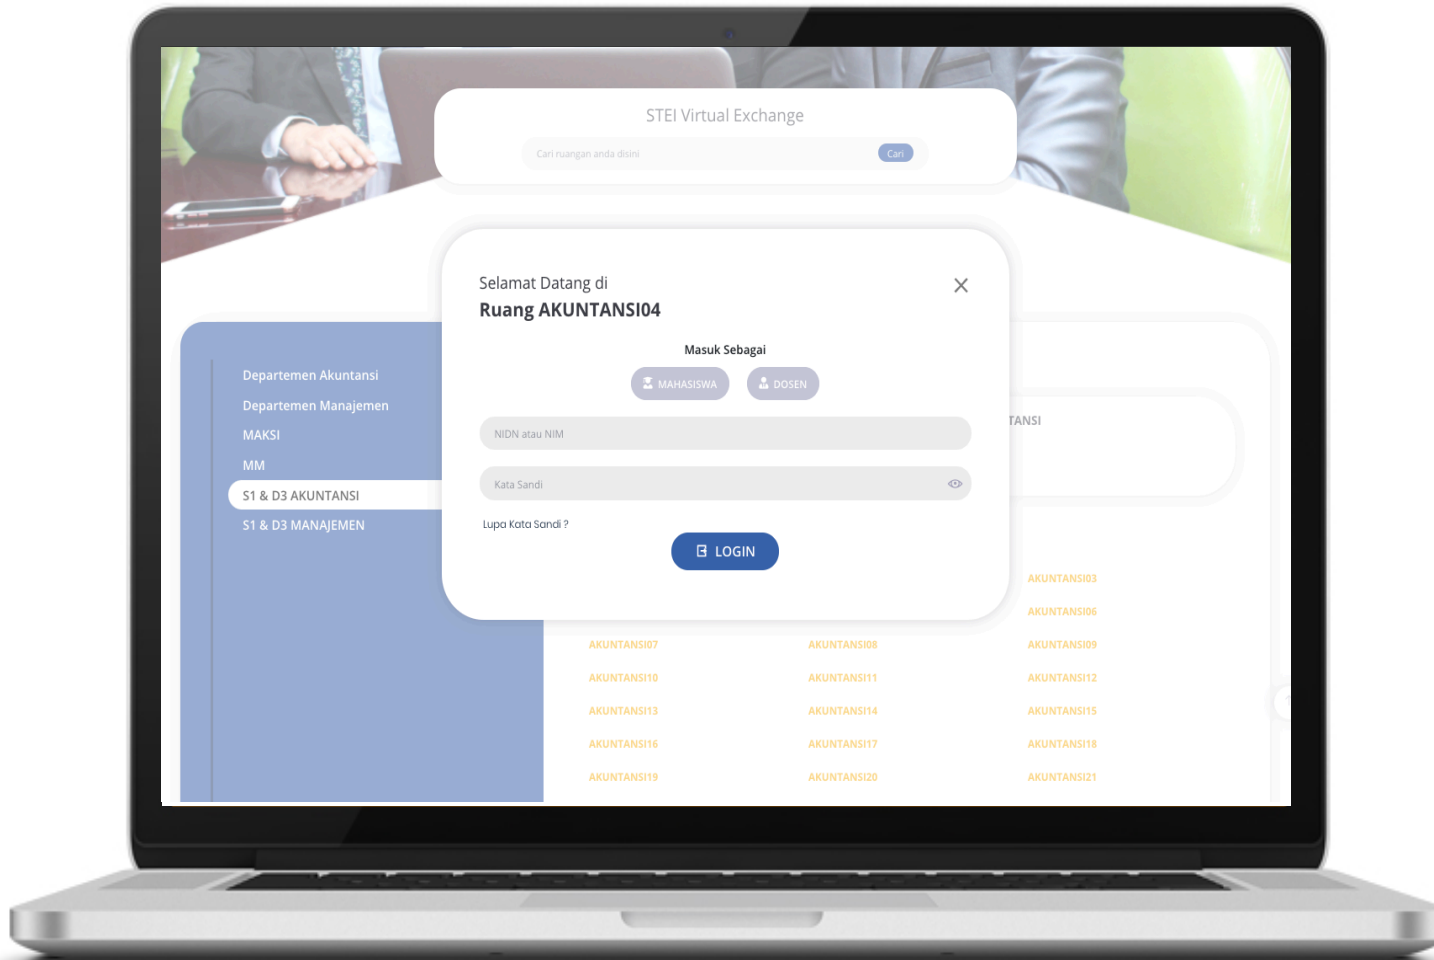 STEI Virtual Exchange
Cari ruangan anda disini
Cari
Selamat Datang di
Ruang AKUNTANSI04
Masuk Sebagai
MAHASISWA
DOSEN
NIDN atau NIM
Kata Sandi
Lupa Kata Sandi ?
LOGIN
Departemen Akuntansi
Departemen Manajemen
MAKSI
MM
S1 & D3 AKUNTANSI
S1 & D3 MANAJEMEN
TANSI
AKUNTANSI03
AKUNTANSI06
AKUNTANSI07 AKUNTANSI08 AKUNTANSI09
AKUNTANSI10 AKUNTANSI11 AKUNTANSI12
AKUNTANSI13 AKUNTANSI14 AKUNTANSI15
AKUNTANSI16 AKUNTANSI17 AKUNTANSI18
AKUNTANSI19 AKUNTANSI20 AKUNTANSI21